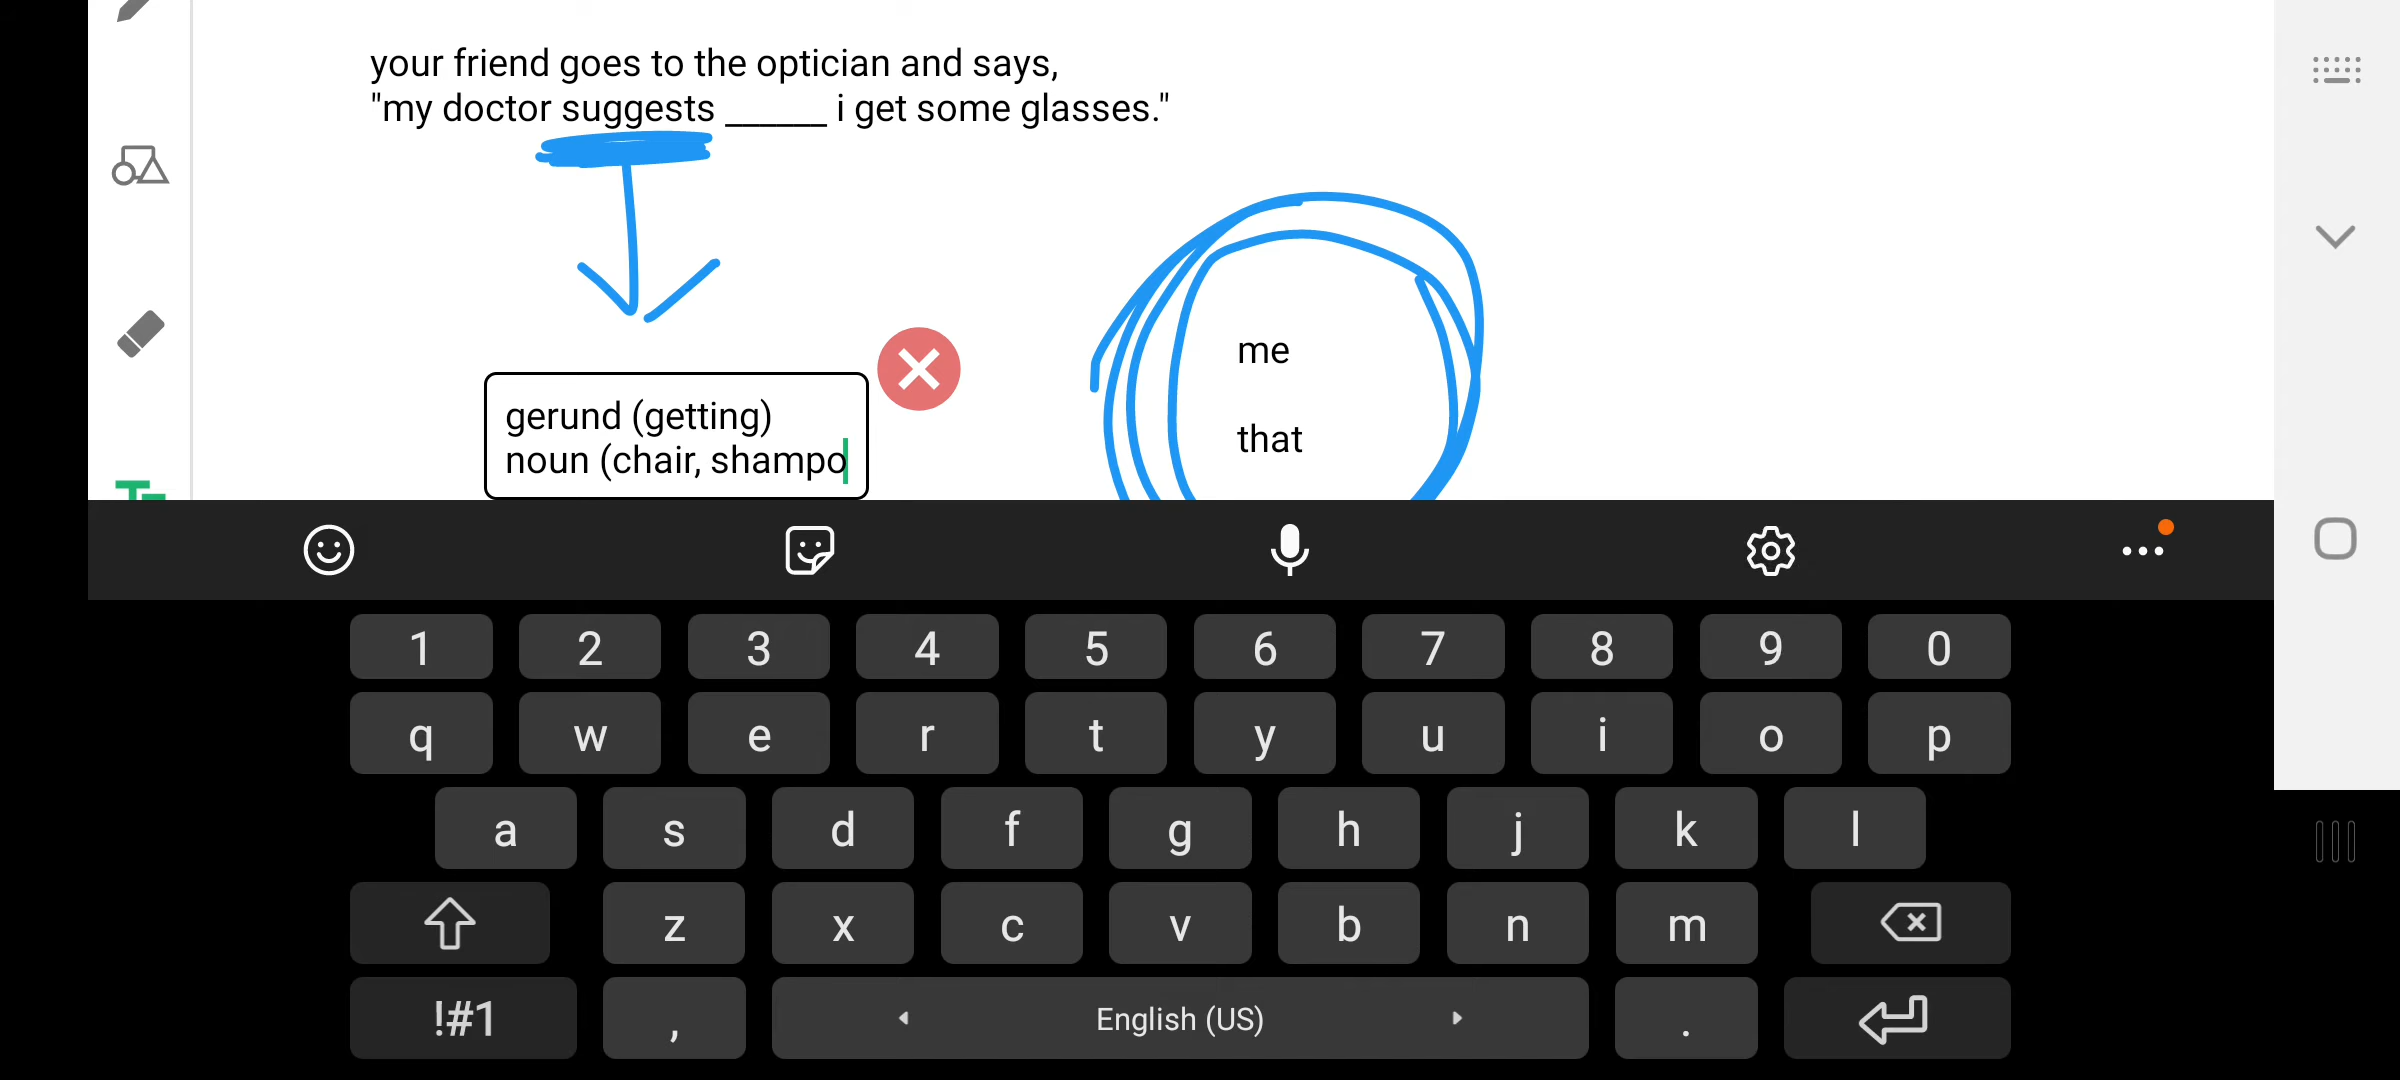 your friend goes to the optician and says,
"my doctor suggests ______ i get some glasses."
me
that
gerund (getting)
noun (chair, shampo
1 2 3 4 5 6 7 8 9 0
q w e r t y u i o p
a s d f g h j k l
z x c v b n m
!#1 , English (US) .